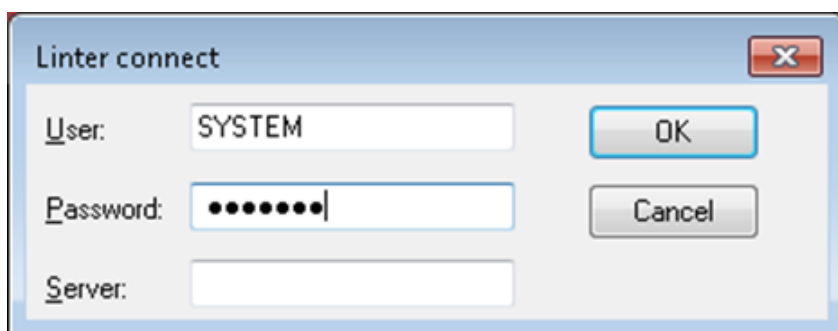 Linter connect
User: SYSTEM
OK
Password: •••••••
Cancel
Server: